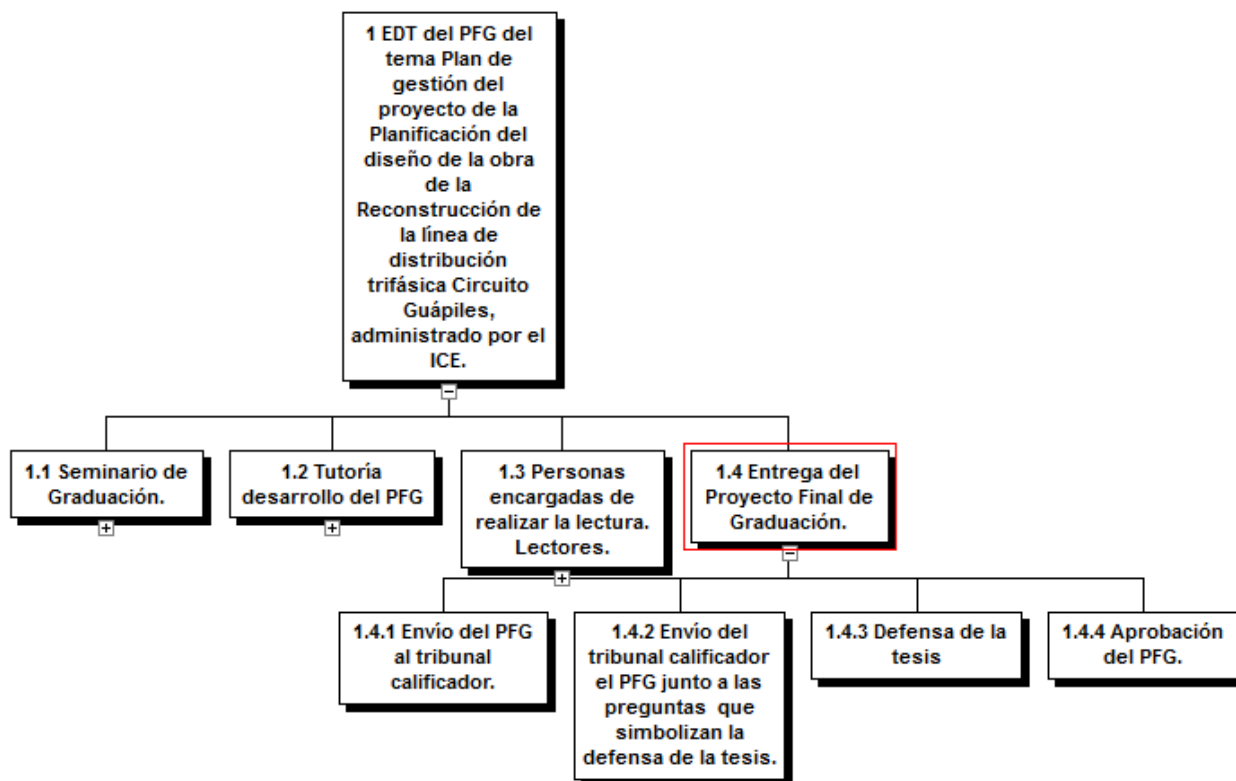 1 EDT del PFG del
tema Plan de
gestión del
proyecto de la
Planificación del
diseño de la obra
de la
Reconstrucción de
la línea de
distribución
trifásica Circuito
Guápiles,
administrado por el
ICE.
1.1 Seminario de
Graduación.
1.2 Tutoría
desarrollo del PFG
1.3 Personas
encargadas de
realizar la lectura.
Lectores.
1.4 Entrega del
Proyecto Final de
Graduación.
1.4.1 Envío del PFG
al tribunal
calificador.
1.4.2 Envío del
tribunal calificador
el PFG junto a las
preguntas que
simbolizan la
defensa de la tesis.
1.4.3 Defensa de la
tesis
1.4.4 Aprobación
del PFG.